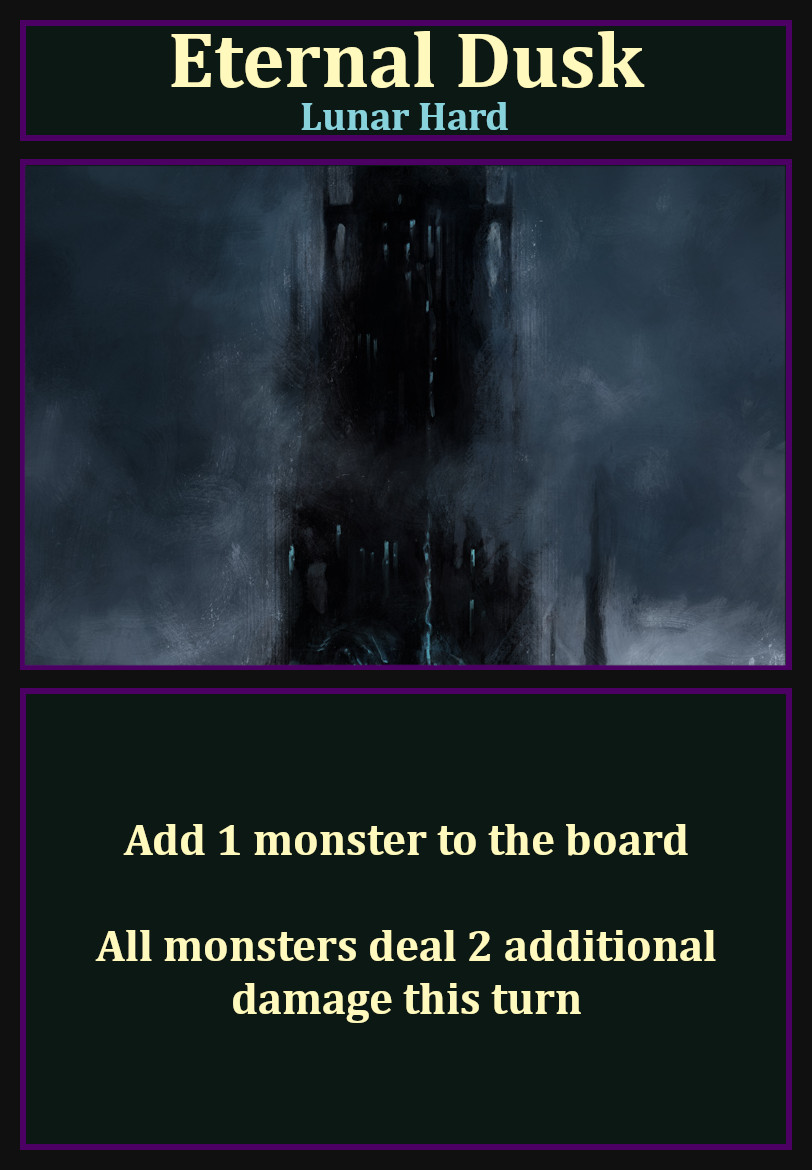 Eternal Dusk
Lunar Hard
Add 1 monster to the board
All monsters deal 2 additional
damage this turn